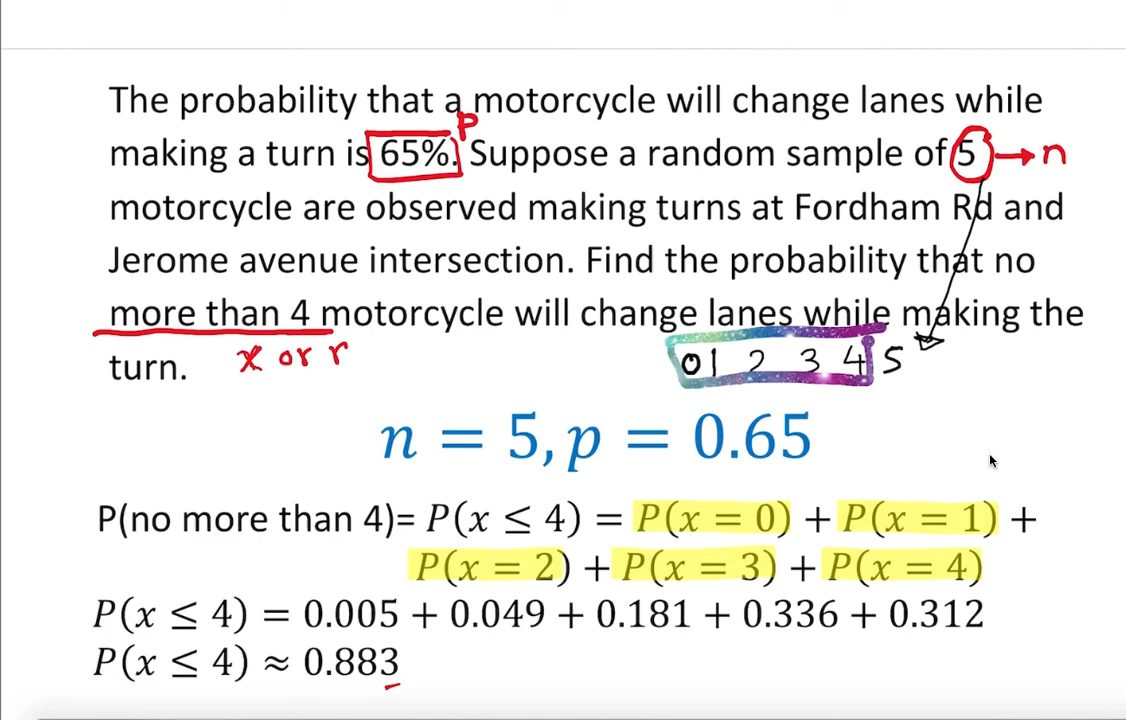 The probability that a motorcycle will change lanes while
p
making a turn is 65%. Suppose a random sample of 5 → n
motorcycle are observed making turns at Fordham Rd and
Jerome avenue intersection. Find the probability that no
more than 4 motorcycle will change lanes while making the
turn. x or r 0 1 2 3 4 5
n = 5, p = 0.65
P(no more than 4)= P(x ≤ 4) = P(x = 0) + P(x = 1) +
P(x = 2) + P(x = 3) + P(x = 4)
P(x ≤ 4) = 0.005 + 0.049 + 0.181 + 0.336 + 0.312
P(x ≤ 4) ≈ 0.883